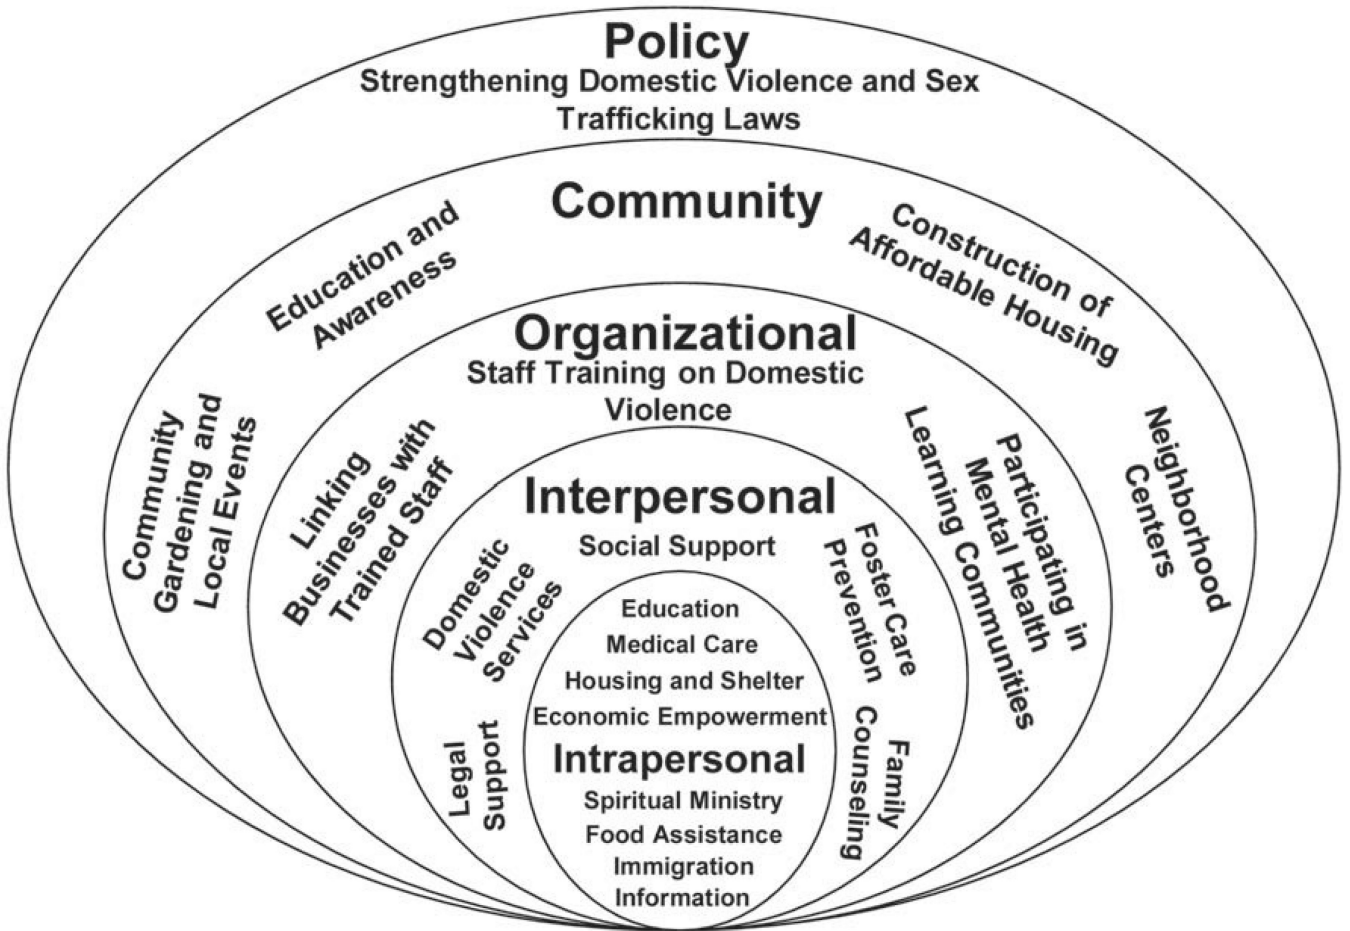 Policy
Strengthening Domestic Violence and Sex
Trafficking Laws
Community
Education and
Awareness
Construction of
Affordable Housing
Community
Gardening and
Local Events
Neighborhood
Centers
Organizational
Staff Training on Domestic
Violence
Linking
Businesses with
Trained Staff
Participating in
Mental Health
Learning Communities
Interpersonal
Social Support
Domestic
Violence
Services
Foster Care
Prevention
Legal
Support
Family
Counseling
Education
Medical Care
Housing and Shelter
Economic Empowerment
Intrapersonal
Spiritual Ministry
Food Assistance
Immigration
Information